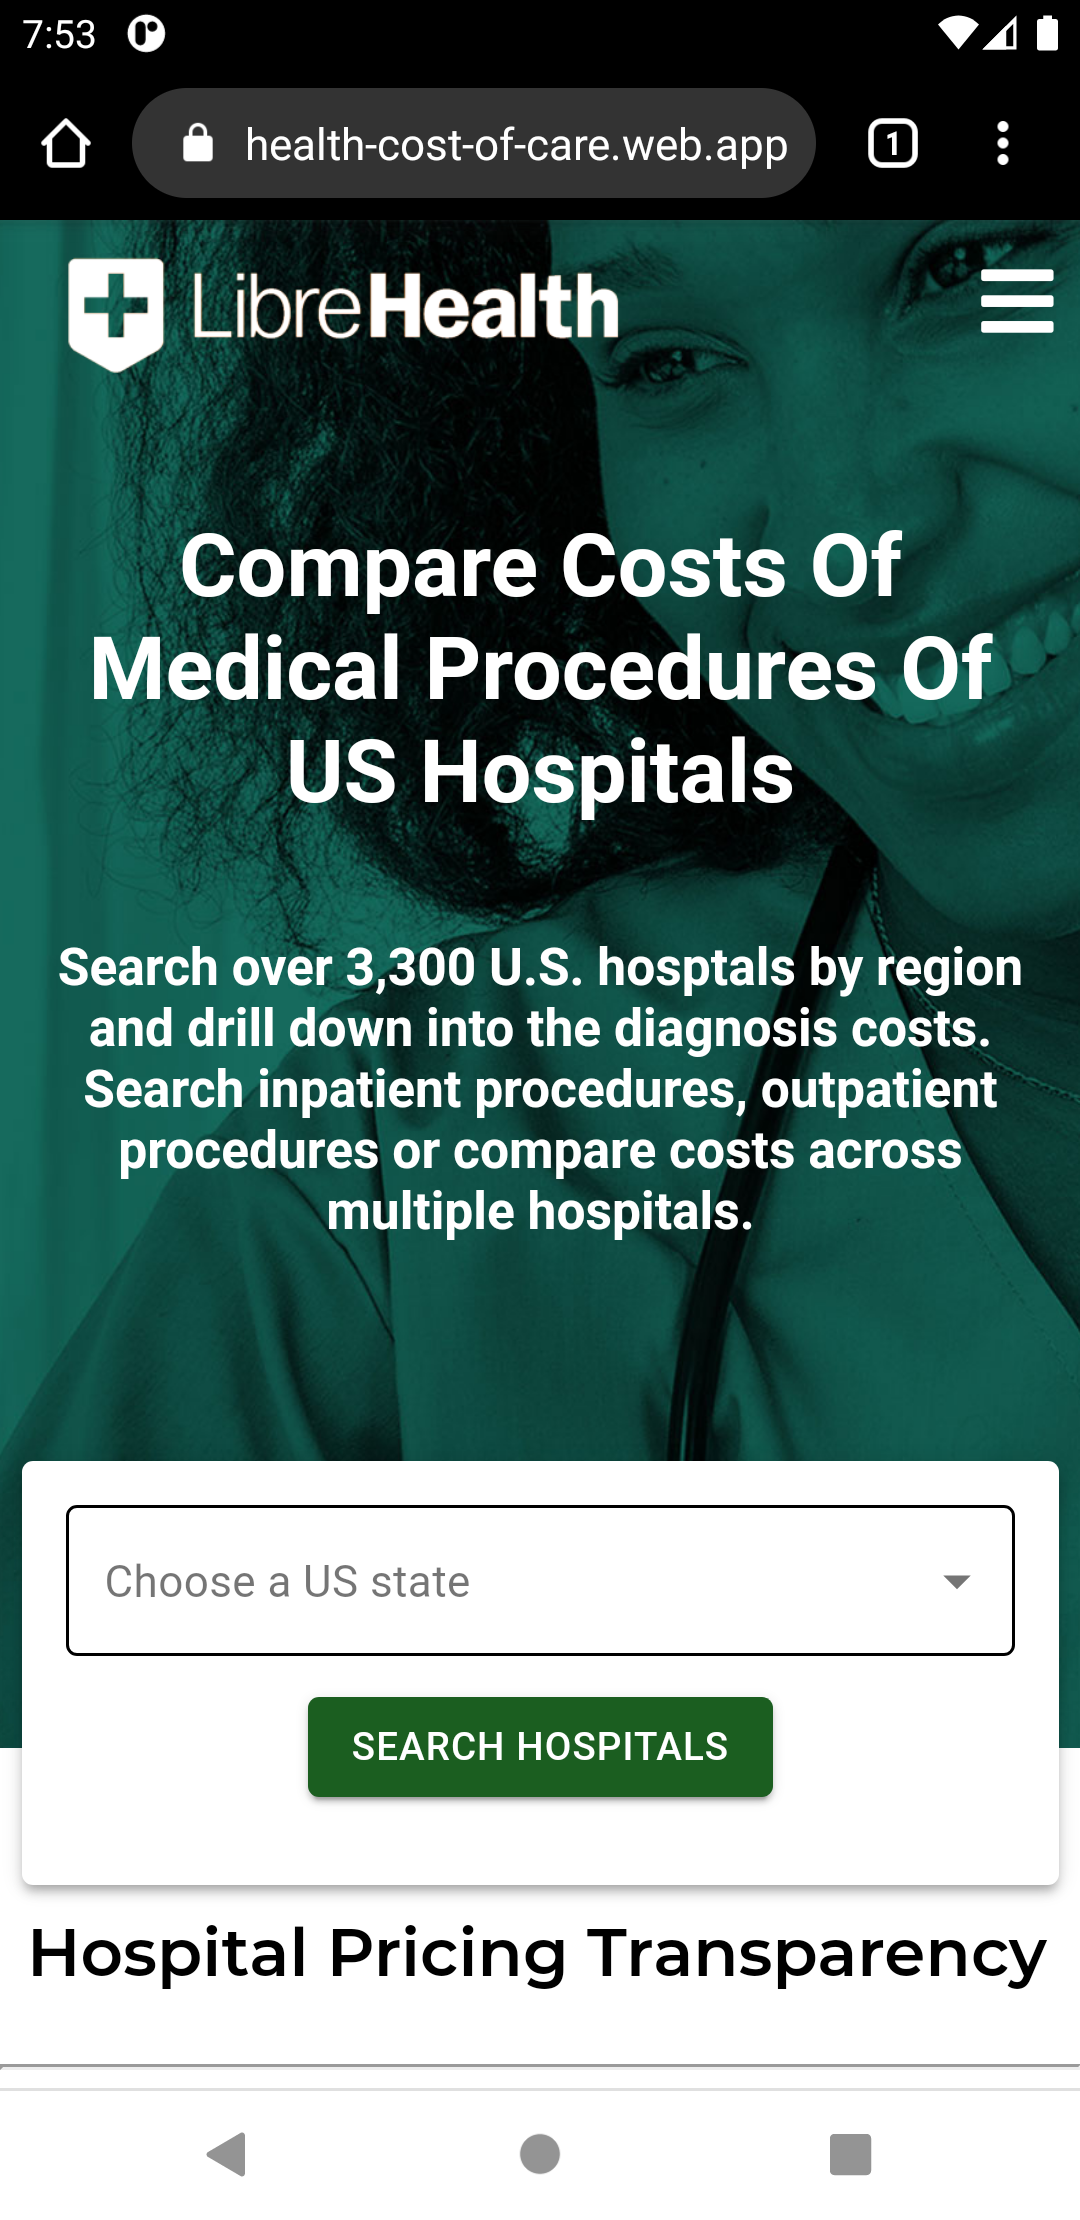 7:53
health-cost-of-care.web.app
1
LibreHealth
Compare Costs Of
Medical Procedures Of
US Hospitals
Search over 3,300 U.S. hosptals by region
and drill down into the diagnosis costs.
Search inpatient procedures, outpatient
procedures or compare costs across
multiple hospitals.
Choose a US state
SEARCH HOSPITALS
Hospital Pricing Transparency